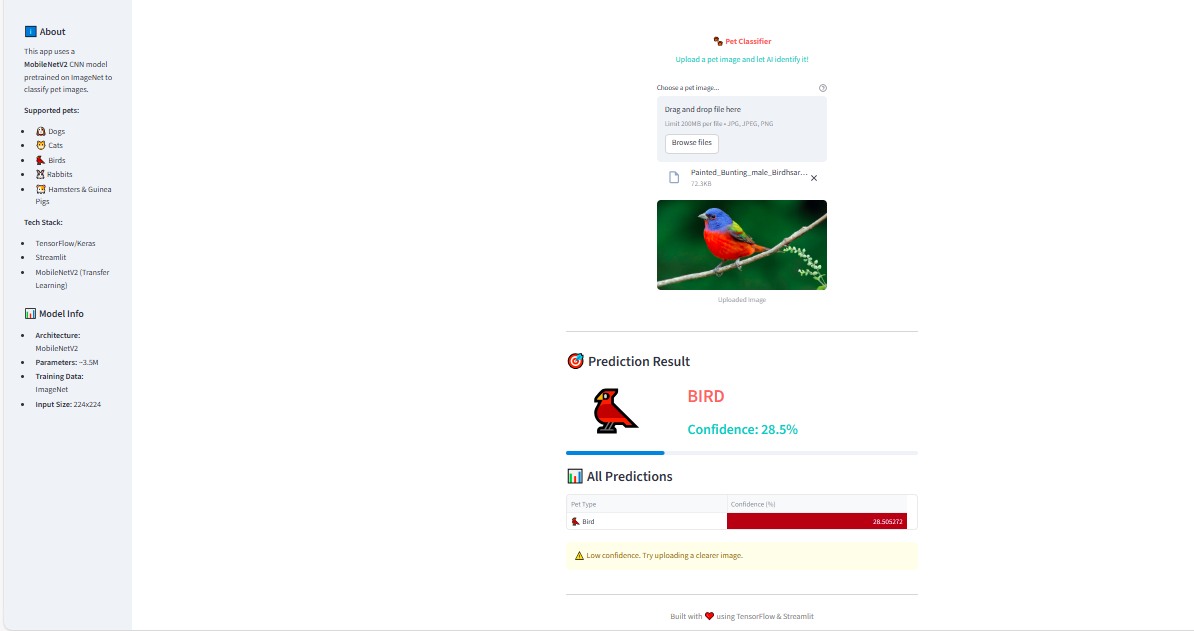 About
This app uses a
MobileNetV2 CNN model
pretrained on ImageNet to
classify pet images.
Supported pets:
Dogs
Cats
Birds
Rabbits
Hamsters & Guinea
Pigs
Tech Stack:
TensorFlow/Keras
Streamlit
MobileNetV2 (Transfer
Learning)
Model Info
Architecture:
MobileNetV2
Parameters: ~3.5M
Training Data:
ImageNet
Input Size: 224x224
Pet Classifier
Upload a pet image and let AI identify it!
Choose a pet image...
Drag and drop file here
Limit 200MB per file • JPG, JPEG, PNG
Browse files
Painted_Bunting_male_Birdhsar...
72.3KB
Uploaded image
Prediction Result
BIRD
Confidence: 28.5%
All Predictions
Pet Type Confidence (%)
Bird 28.505272
Low confidence. Try uploading a clearer image.
Built with ❤️ using TensorFlow & Streamlit